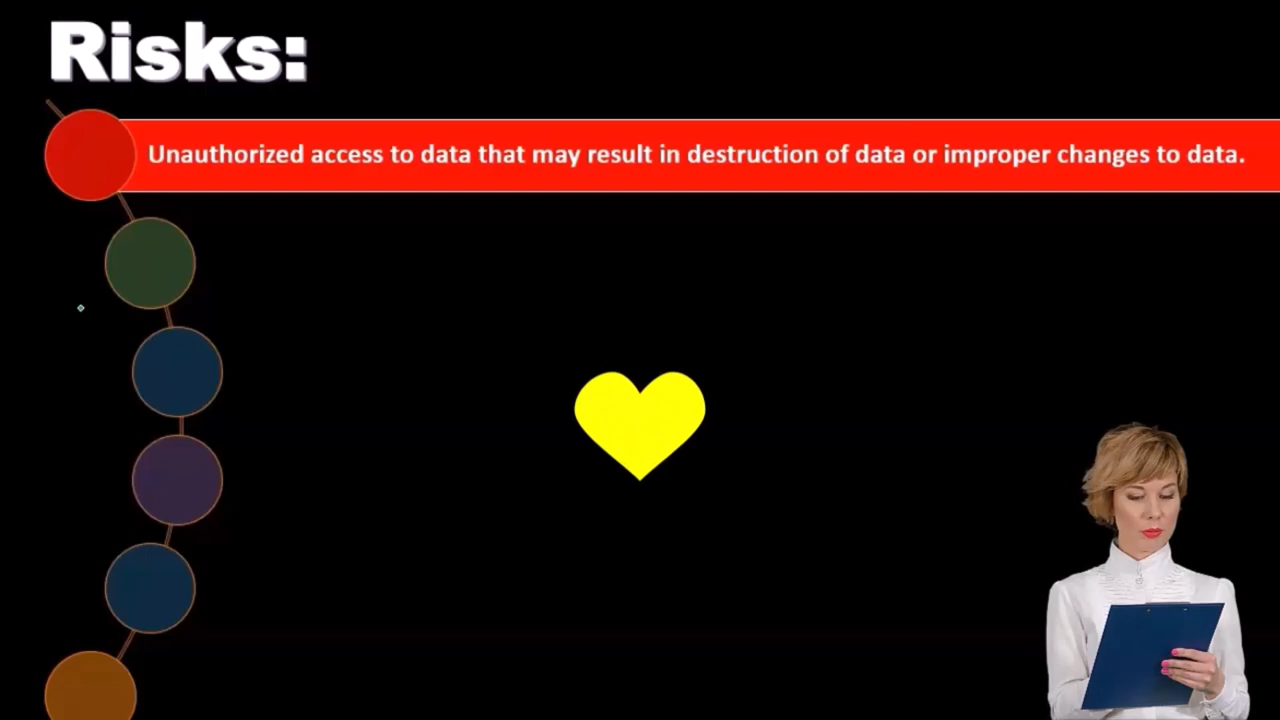 Risks:
Unauthorized access to data that may result in destruction of data or improper changes to data.